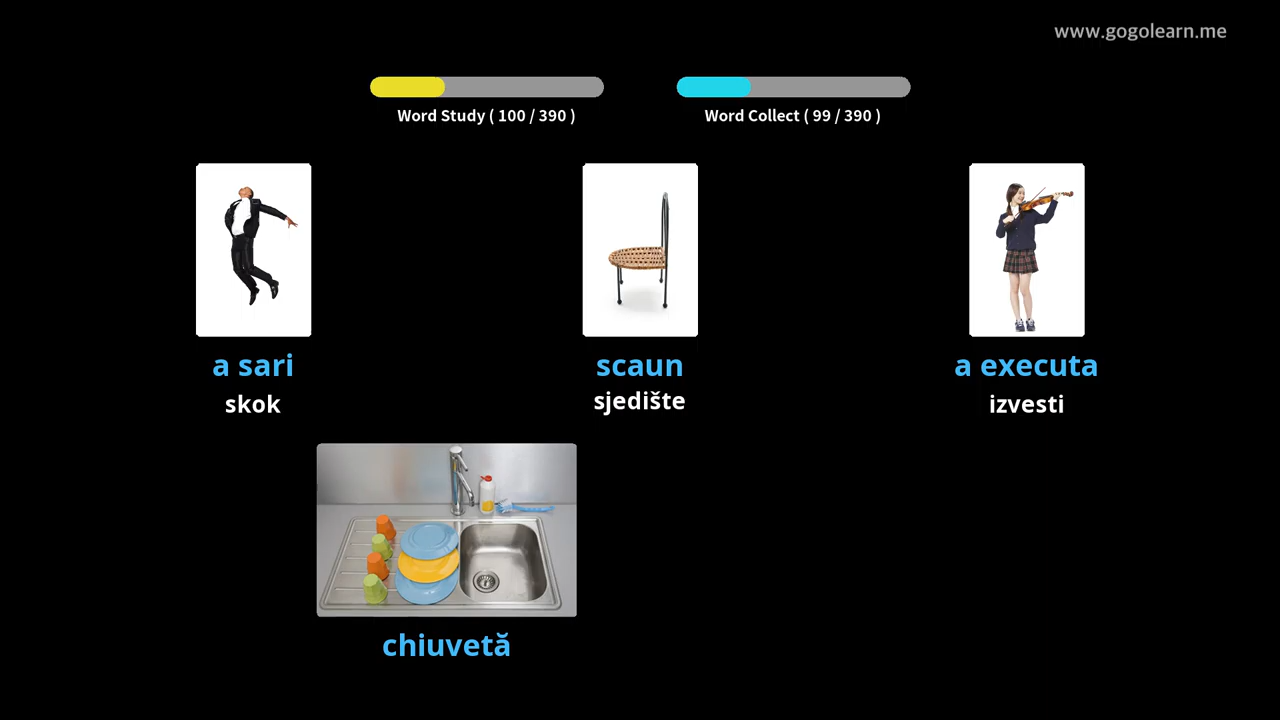 www.gogolearn.me
Word Study ( 100 / 390 )
Word Collect ( 99 / 390 )
a sari
skok
scaun
sjedište
a executa
izvesti
chiuvetă